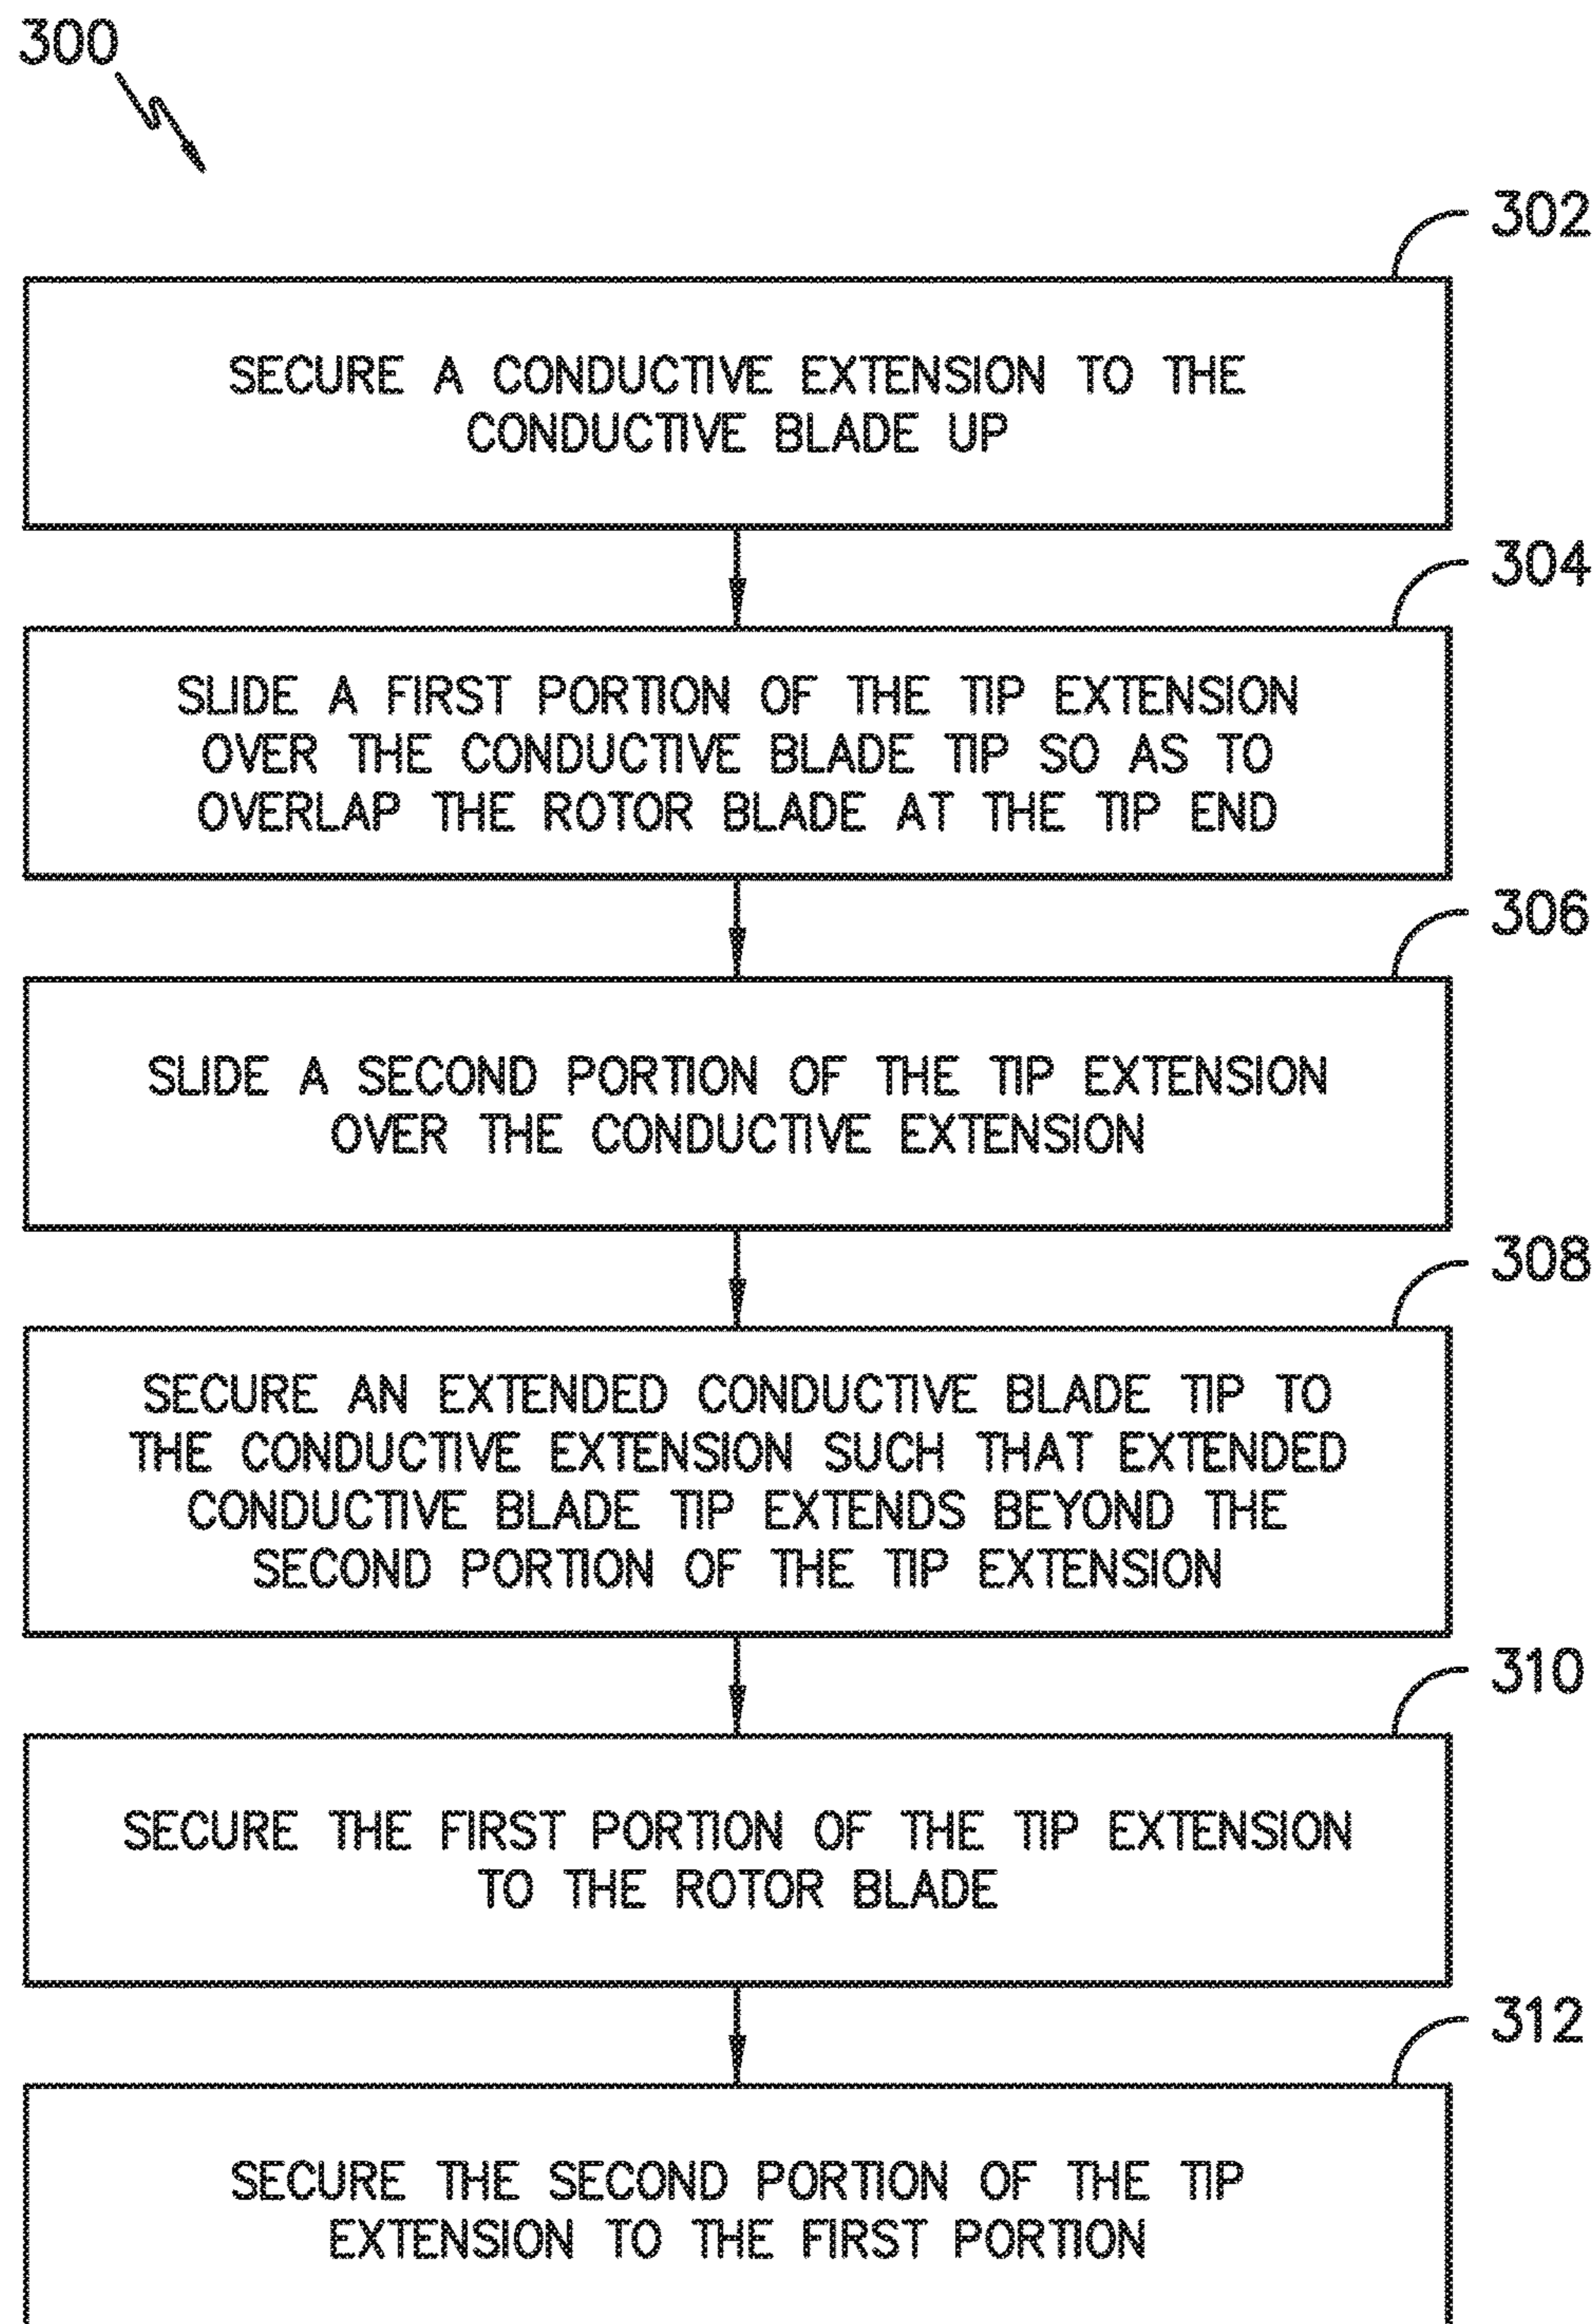 300
302
SECURE A CONDUCTIVE EXTENSION TO THE
CONDUCTIVE BLADE UP
304
SLIDE A FIRST PORTION OF THE TIP EXTENSION
OVER THE CONDUCTIVE BLADE TIP SO AS TO
OVERLAP THE ROTOR BLADE AT THE TIP END
306
SLIDE A SECOND PORTION OF THE TIP EXTENSION
OVER THE CONDUCTIVE EXTENSION
308
SECURE AN EXTENDED CONDUCTIVE BLADE TIP TO
THE CONDUCTIVE EXTENSION SUCH THAT EXTENDED
CONDUCTIVE BLADE TIP EXTENDS BEYOND THE
SECOND PORTION OF THE TIP EXTENSION
310
SECURE THE FIRST PORTION OF THE TIP EXTENSION
TO THE ROTOR BLADE
312
SECURE THE SECOND PORTION OF THE TIP
EXTENSION TO THE FIRST PORTION